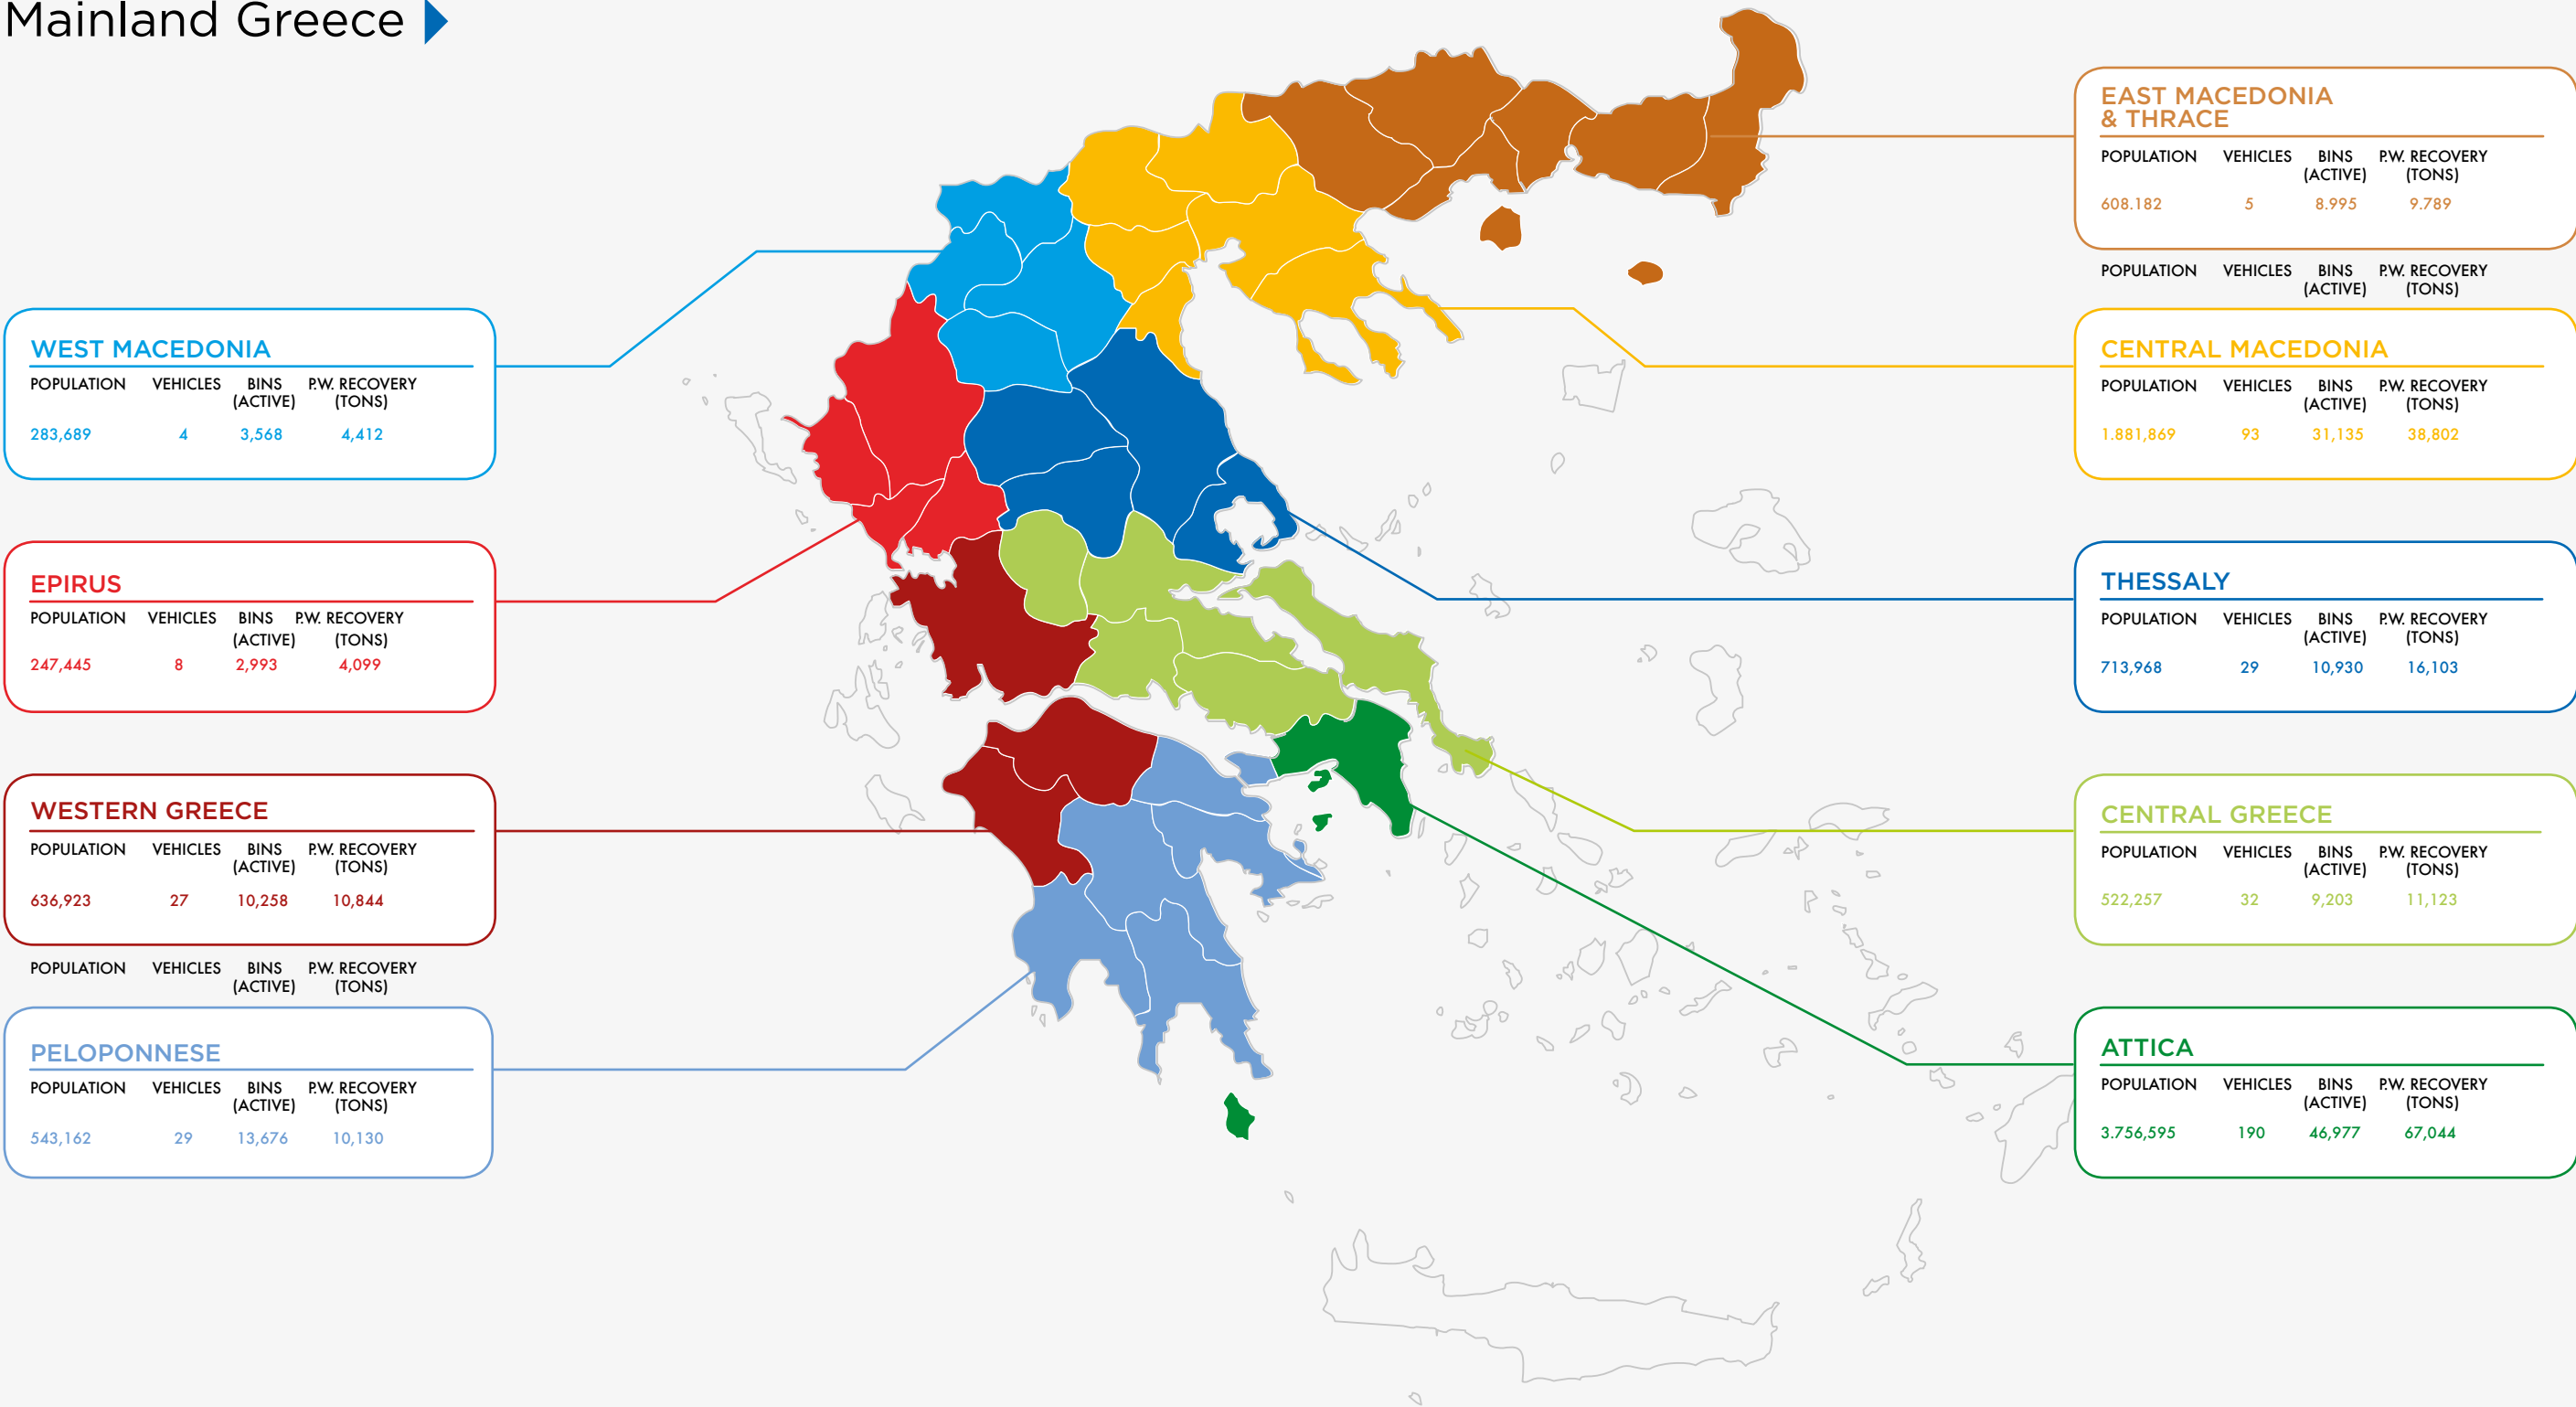 Mainland Greece
WEST MACEDONIA
POPULATION VEHICLES BINS P.W. RECOVERY
(ACTIVE) (TONS)
283,689 4 3,568 4,412
EPIRUS
POPULATION VEHICLES BINS P.W. RECOVERY
(ACTIVE) (TONS)
247,445 8 2,993 4,099
WESTERN GREECE
POPULATION VEHICLES BINS P.W. RECOVERY
(ACTIVE) (TONS)
636,923 27 10,258 10,844
POPULATION VEHICLES BINS P.W. RECOVERY
(ACTIVE) (TONS)
PELOPONNESE
POPULATION VEHICLES BINS P.W. RECOVERY
(ACTIVE) (TONS)
543,162 29 13,676 10,130
EAST MACEDONIA
& THRACE
POPULATION VEHICLES BINS P.W. RECOVERY
(ACTIVE) (TONS)
608.182 5 8.995 9.789
POPULATION VEHICLES BINS P.W. RECOVERY
(ACTIVE) (TONS)
CENTRAL MACEDONIA
POPULATION VEHICLES BINS P.W. RECOVERY
(ACTIVE) (TONS)
1.881,869 93 31,135 38,802
THESSALY
POPULATION VEHICLES BINS P.W. RECOVERY
(ACTIVE) (TONS)
713,968 29 10,930 16,103
CENTRAL GREECE
POPULATION VEHICLES BINS P.W. RECOVERY
(ACTIVE) (TONS)
522,257 32 9,203 11,123
ATTICA
POPULATION VEHICLES BINS P.W. RECOVERY
(ACTIVE) (TONS)
3.756,595 190 46,977 67,044